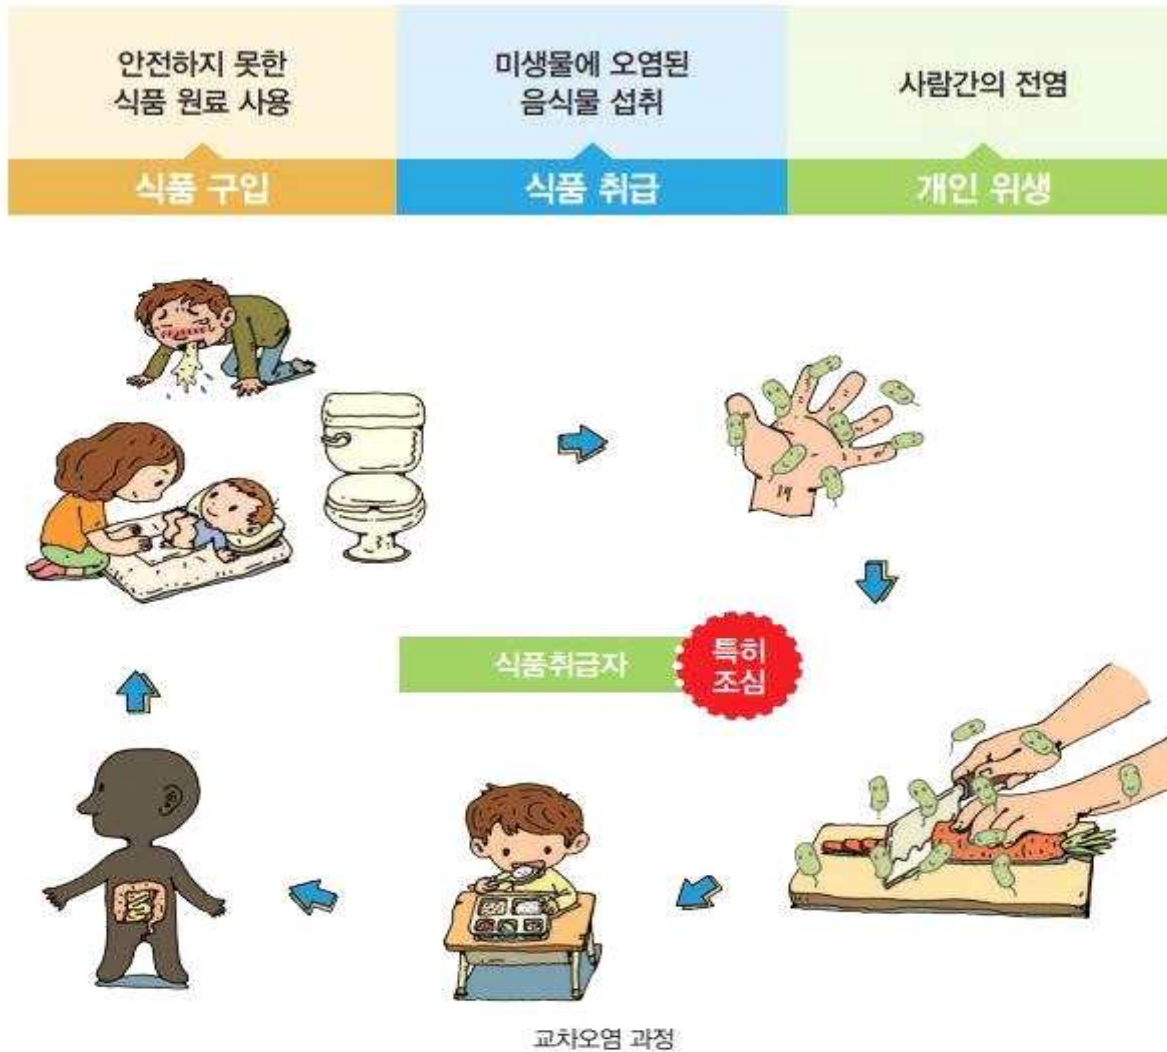 안전하지 못한
식품 원료 사용
미생물에 오염된
음식물 섭취
사람간의 전염
식품 구입
식품 취급
개인 위생
식품취급자
특히
조심
교차오염 과정